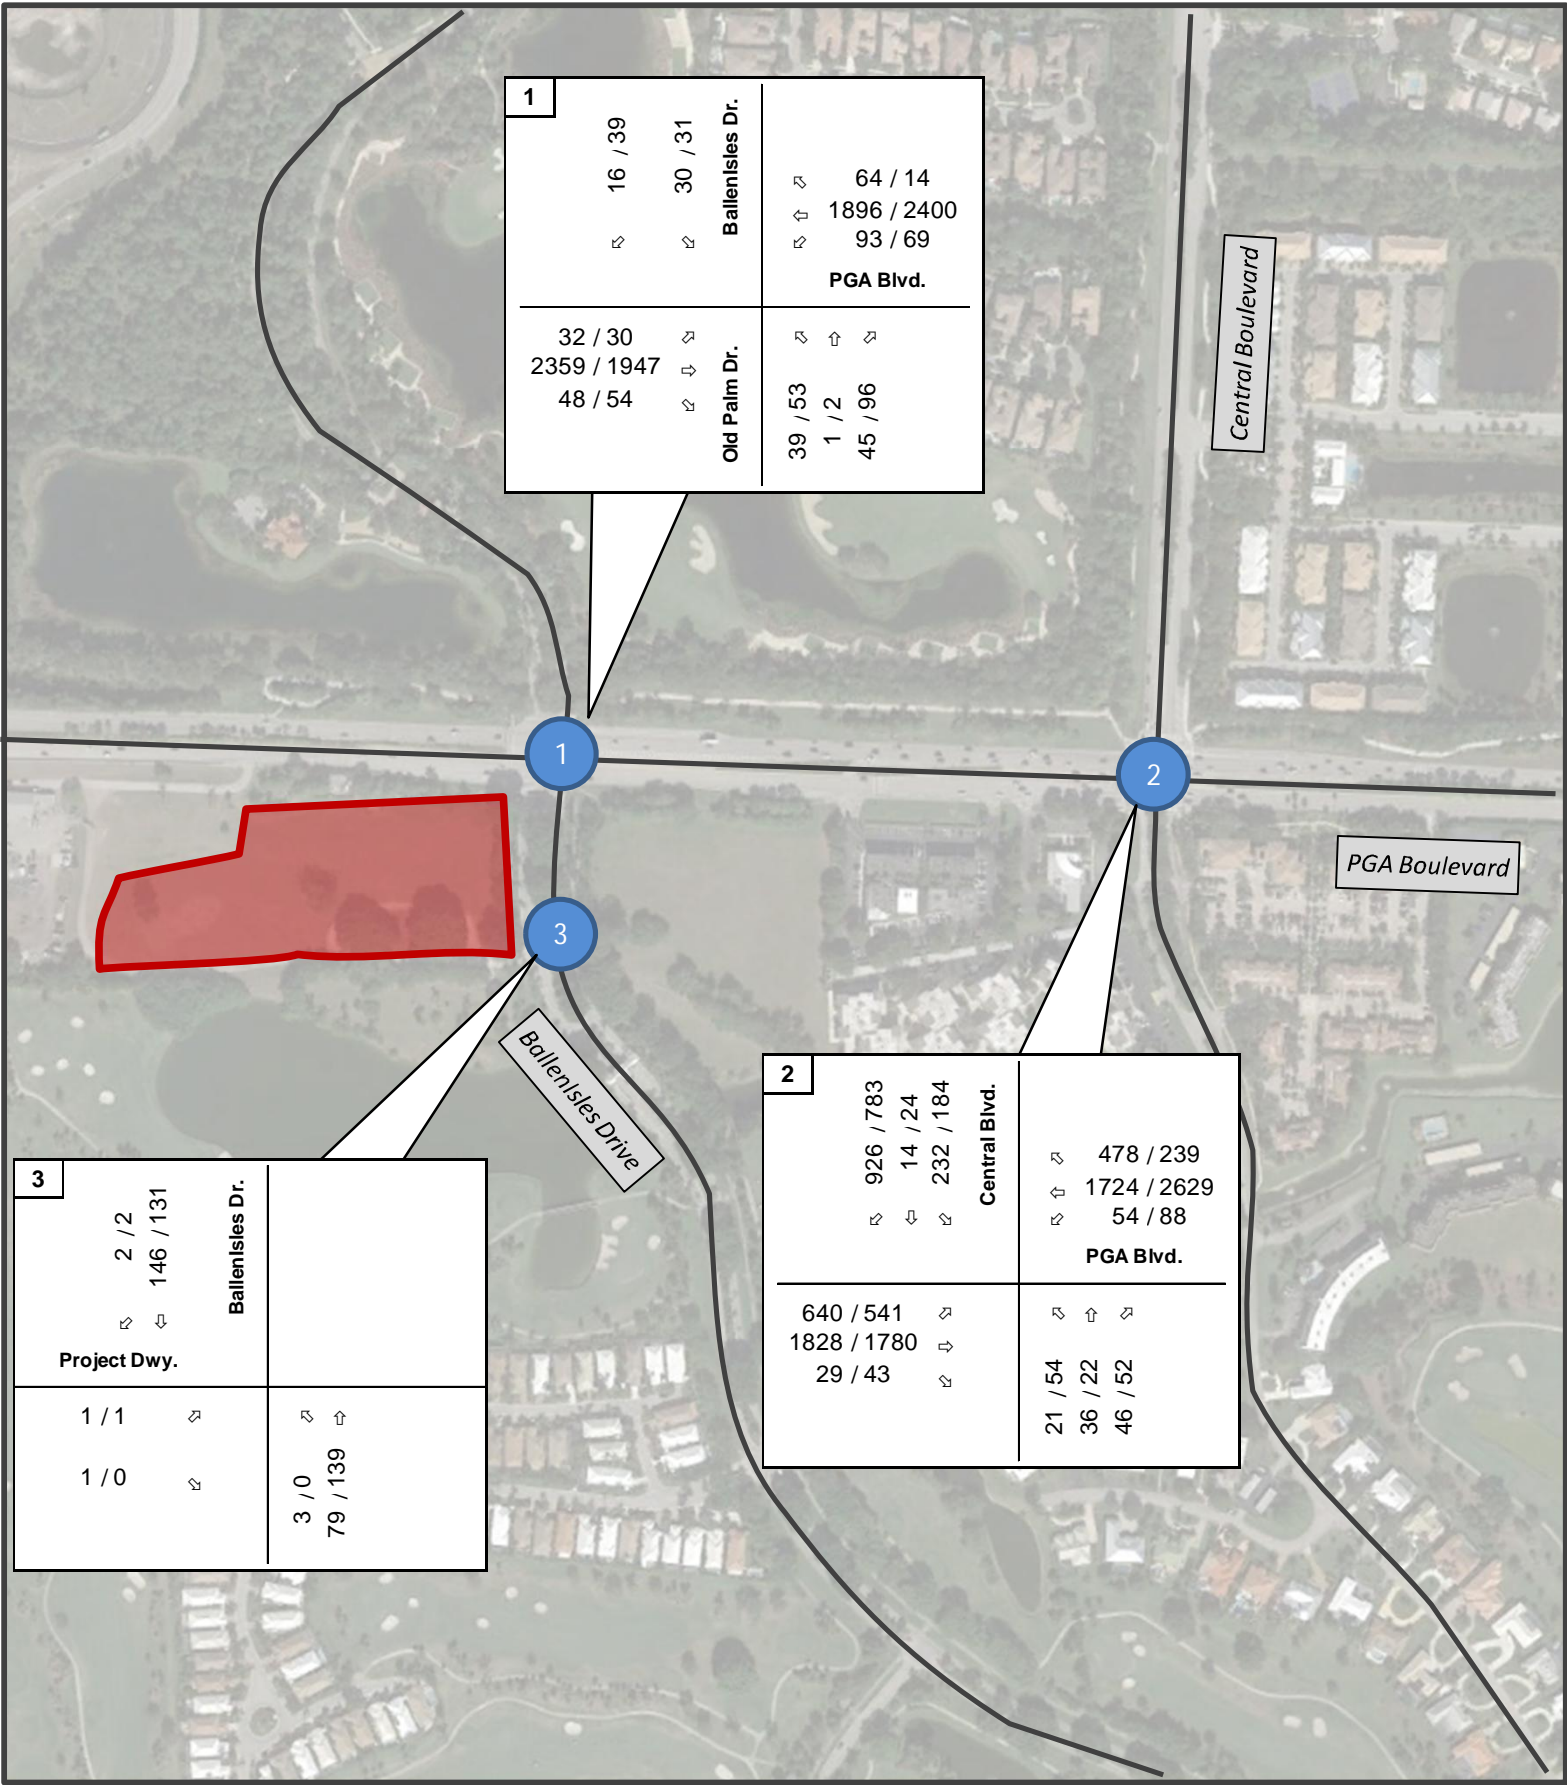 1
16 / 39
30 / 31
BallenIsles Dr.
64 / 14
1896 / 2400
93 / 69
PGA Blvd.
32 / 30
2359 / 1947
48 / 54
Old Palm Dr.
39 / 53
1 / 2
45 / 96
Central Boulevard
1
2
PGA Boulevard
3
BallenIsles Drive
2
926 / 783
14 / 24
232 / 184
Central Blvd.
478 / 239
1724 / 2629
54 / 88
PGA Blvd.
640 / 541
1828 / 1780
29 / 43
21 / 54
36 / 22
46 / 52
3
2 / 2
146 / 131
BallenIsles Dr.
Project Dwy.
1 / 1
1 / 0
3 / 0
79 / 139